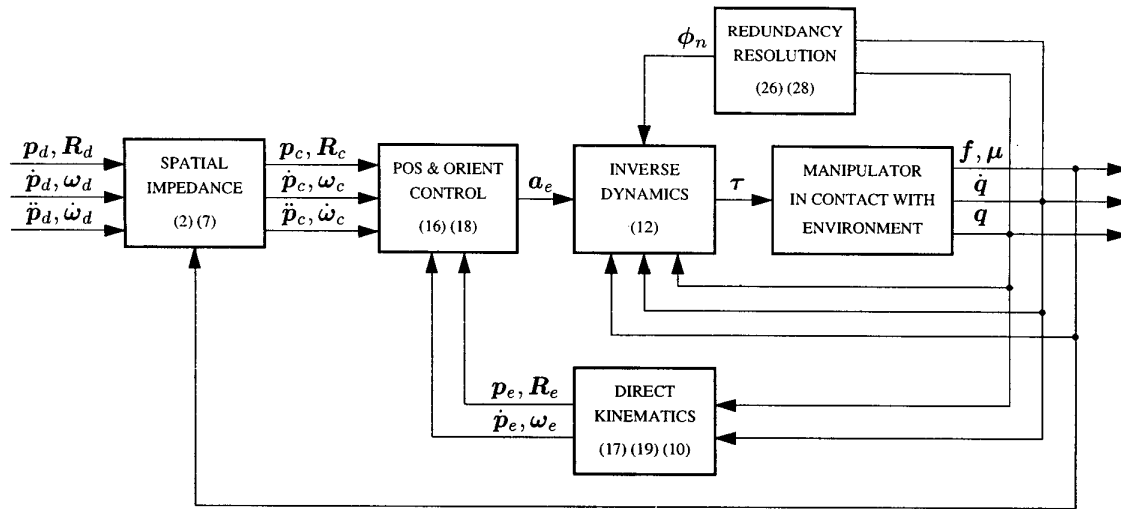 REDUNDANCY
RESOLUTION
(26) (28)
ϕₙ
p_d, R_d
ṗ_d, ω_d
p̈_d, ω̇_d
SPATIAL
IMPEDANCE
(2) (7)
p_c, R_c
ṗ_c, ω_c
p̈_c, ω̇_c
POS & ORIENT
CONTROL
(16) (18)
a_e
INVERSE
DYNAMICS
(12)
τ
MANIPULATOR
IN CONTACT WITH
ENVIRONMENT
f, μ
q̇
q
p_e, R_e
ṗ_e, ω_e
DIRECT
KINEMATICS
(17) (19) (10)